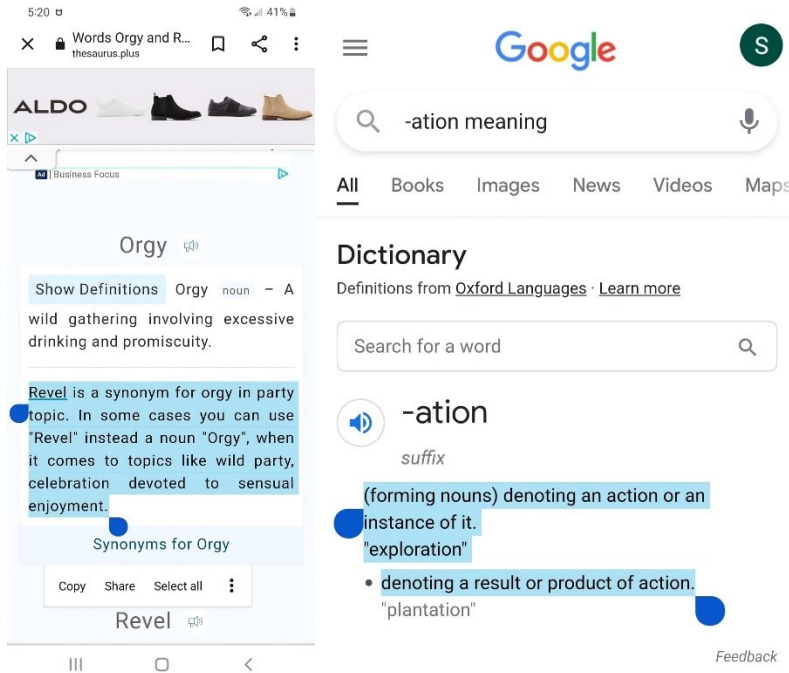 5:20
41%
Words Orgy and R...
thesaurus.plus
ALDO
Ad | Business Focus
Orgy
Show Definitions Orgy noun – A
wild gathering involving excessive
drinking and promiscuity.
Revel is a synonym for orgy in party
topic. In some cases you can use
"Revel" instead a noun "Orgy", when
it comes to topics like wild party,
celebration devoted to sensual
enjoyment.
Synonyms for Orgy
Copy Share Select all
Revel
Google
S
-ation meaning
All Books Images News Videos Maps
Dictionary
Definitions from Oxford Languages · Learn more
Search for a word
-ation
suffix
(forming nouns) denoting an action or an
instance of it.
"exploration"
• denoting a result or product of action.
"plantation"
Feedback